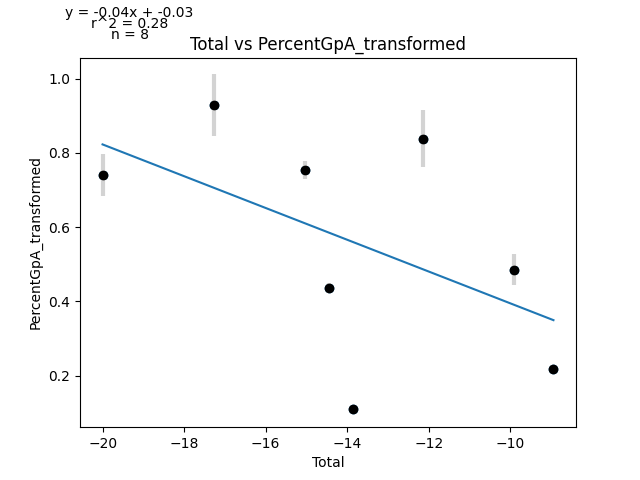 y = -0.04x + -0.03
r^2 = 0.28
n = 8
Total vs PercentGpA_transformed
PercentGpA_transformed
1.0
0.8
0.6
0.4
0.2
−20
−18
−16
−14
−12
−10
Total